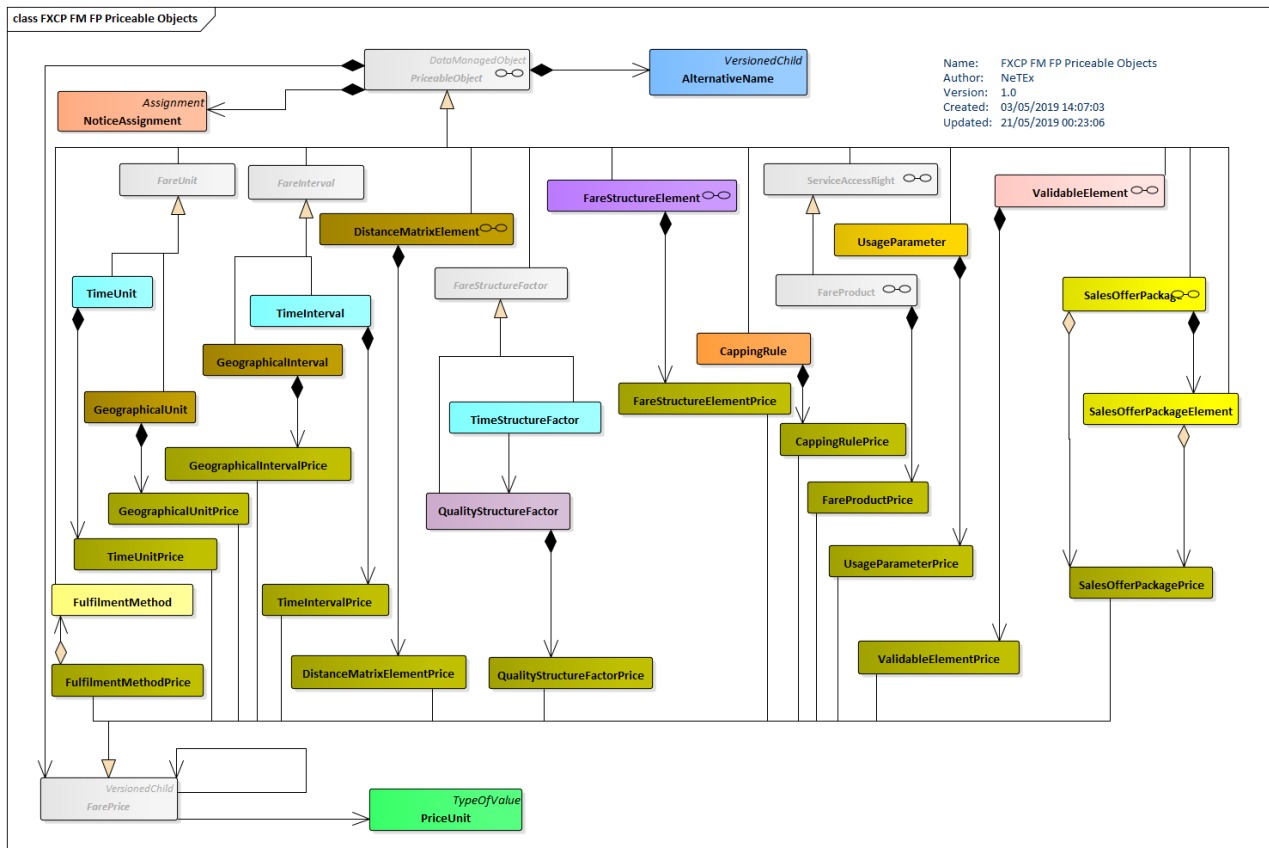 class FXCP FM FP Priceable Objects
DataManagedObject
PriceableObject
VersionedChild
AlternativeName
Name: FXCP FM FP Priceable Objects
Author: NeTEx
Version: 1.0
Created: 03/05/2019 14:07:03
Updated: 21/05/2019 00:23:06
Assignment
NoticeAssignment
FareUnit
FareInterval
FareStructureElement
ServiceAccessRight
ValidableElement
DistanceMatrixElement
UsageParameter
TimeUnit
FareStructureFactor
FareProduct
SalesOfferPackage
TimeInterval
GeographicalInterval
CappingRule
GeographicalUnit
FareStructureElementPrice
TimeStructureFactor
SalesOfferPackageElement
CappingRulePrice
GeographicalIntervalPrice
GeographicalUnitPrice
QualityStructureFactor
FareProductPrice
TimeUnitPrice
UsageParameterPrice
SalesOfferPackagePrice
FulfilmentMethod
TimeIntervalPrice
ValidableElementPrice
FulfilmentMethodPrice
DistanceMatrixElementPrice
QualityStructureFactorPrice
VersionedChild
FarePrice
TypeOfValue
PriceUnit